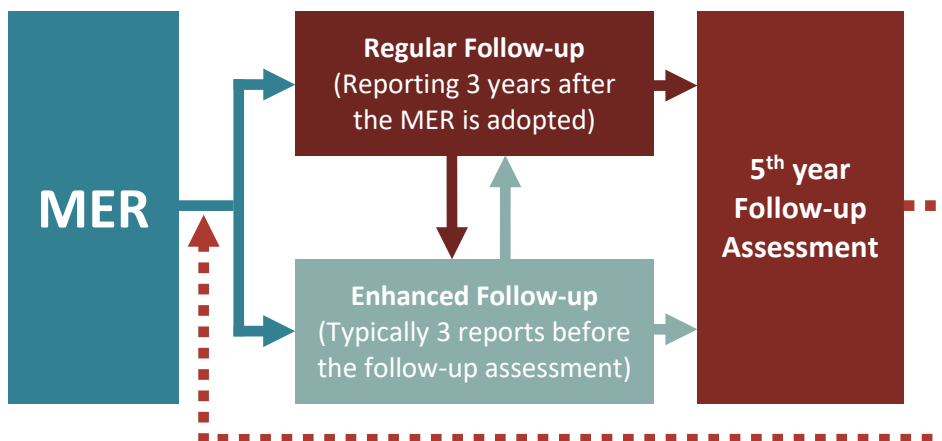 MER
Regular Follow-up
(Reporting 3 years after
the MER is adopted)
Enhanced Follow-up
(Typically 3 reports before
the follow-up assessment)
5th year
Follow-up
Assessment